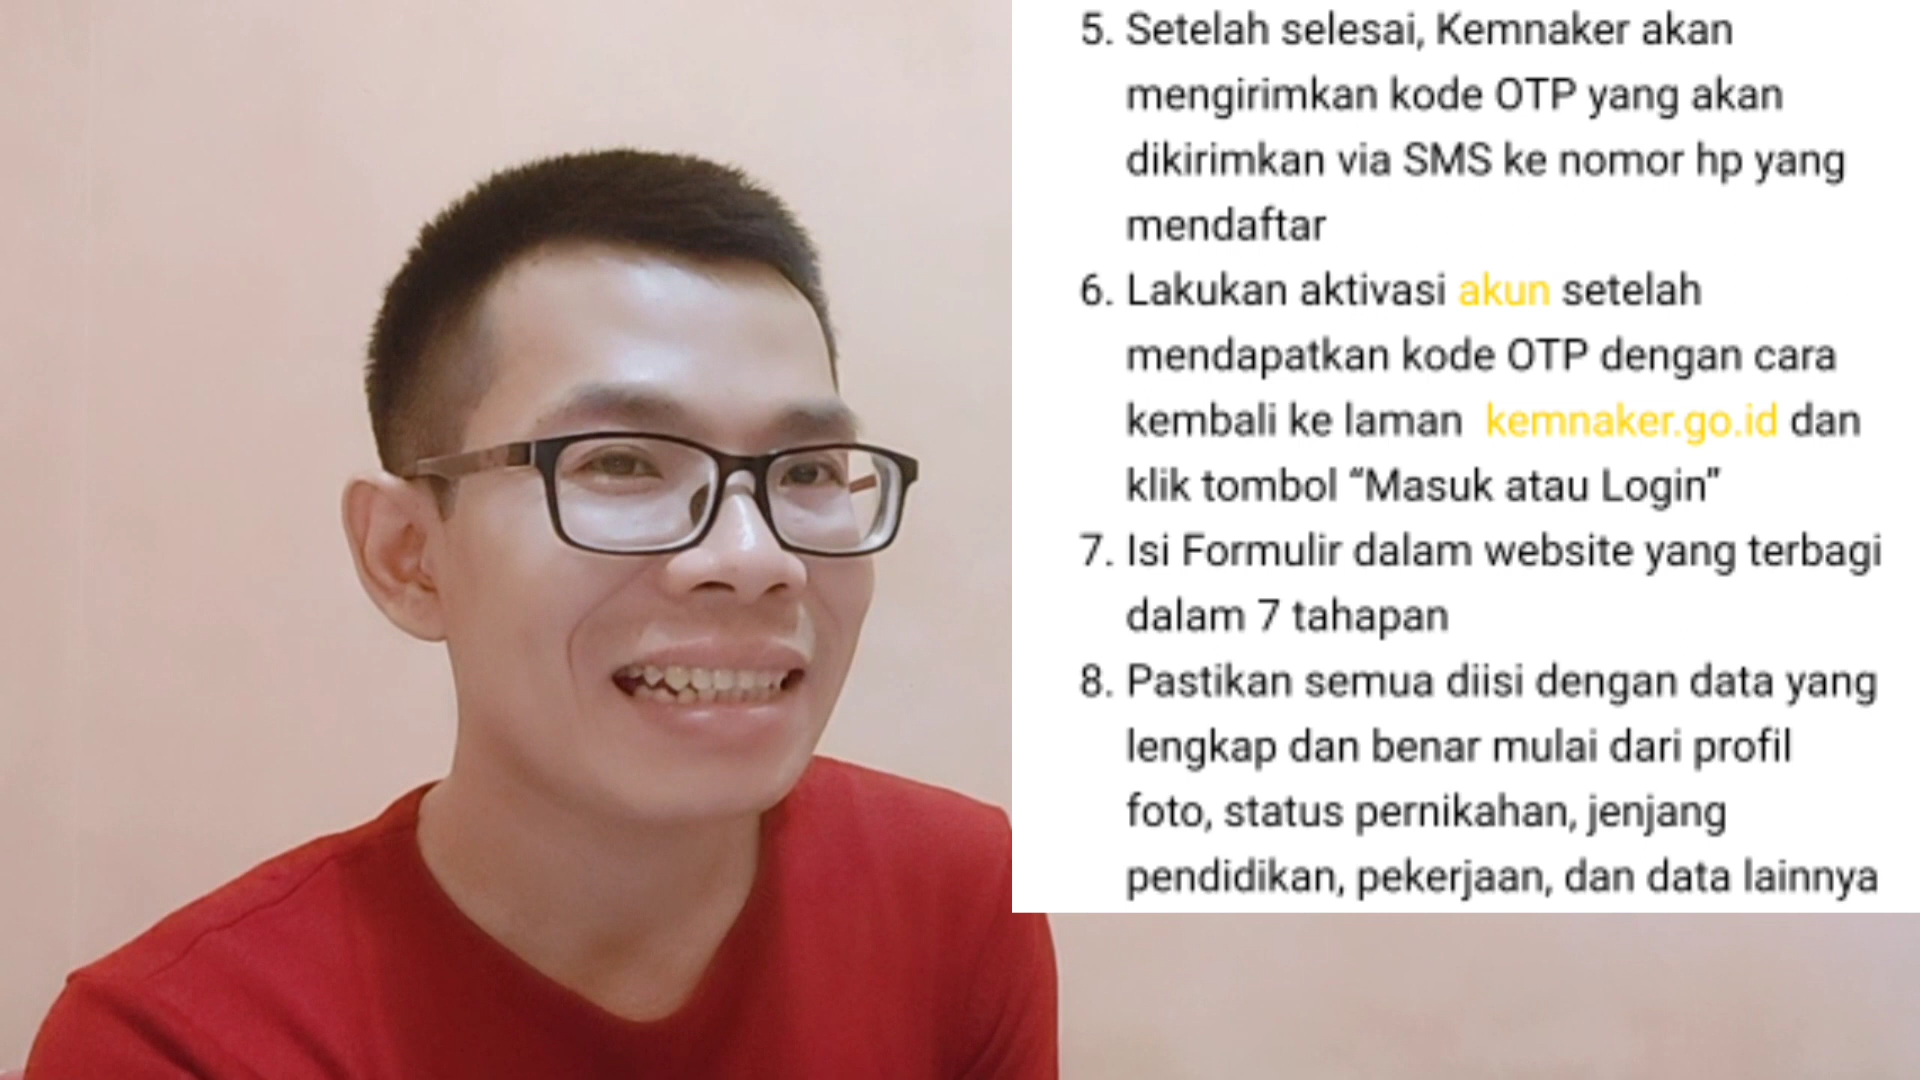 5. Setelah selesai, Kemnaker akan
mengirimkan kode OTP yang akan
dikirimkan via SMS ke nomor hp yang
mendaftar
6. Lakukan aktivasi akun setelah
mendapatkan kode OTP dengan cara
kembali ke laman kemnaker.go.id dan
klik tombol “Masuk atau Login”
7. Isi Formulir dalam website yang terbagi
dalam 7 tahapan
8. Pastikan semua diisi dengan data yang
lengkap dan benar mulai dari profil
foto, status pernikahan, jenjang
pendidikan, pekerjaan, dan data lainnya